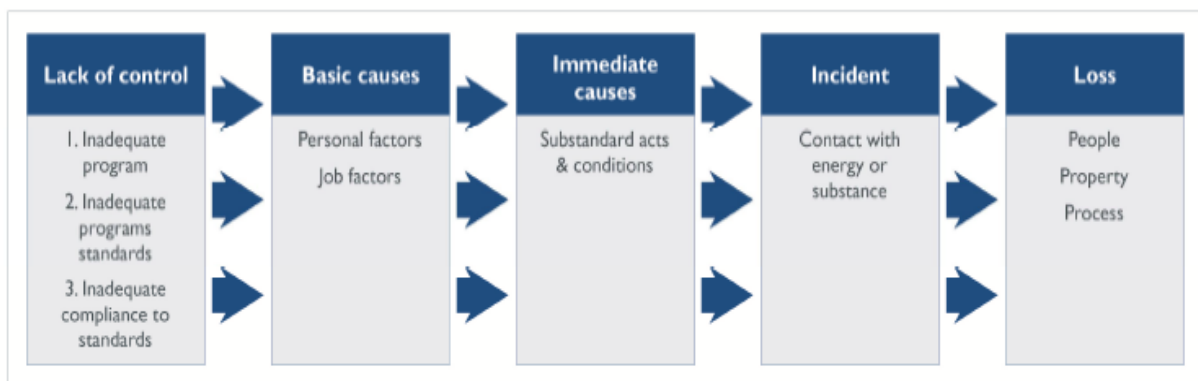 Lack of control
1. Inadequate
program
2. Inadequate
programs
standards
3. Inadequate
compliance to
standards
Basic causes
Personal factors
Job factors
Immediate
causes
Substandard acts
& conditions
Incident
Contact with
energy or
substance
Loss
People
Property
Process